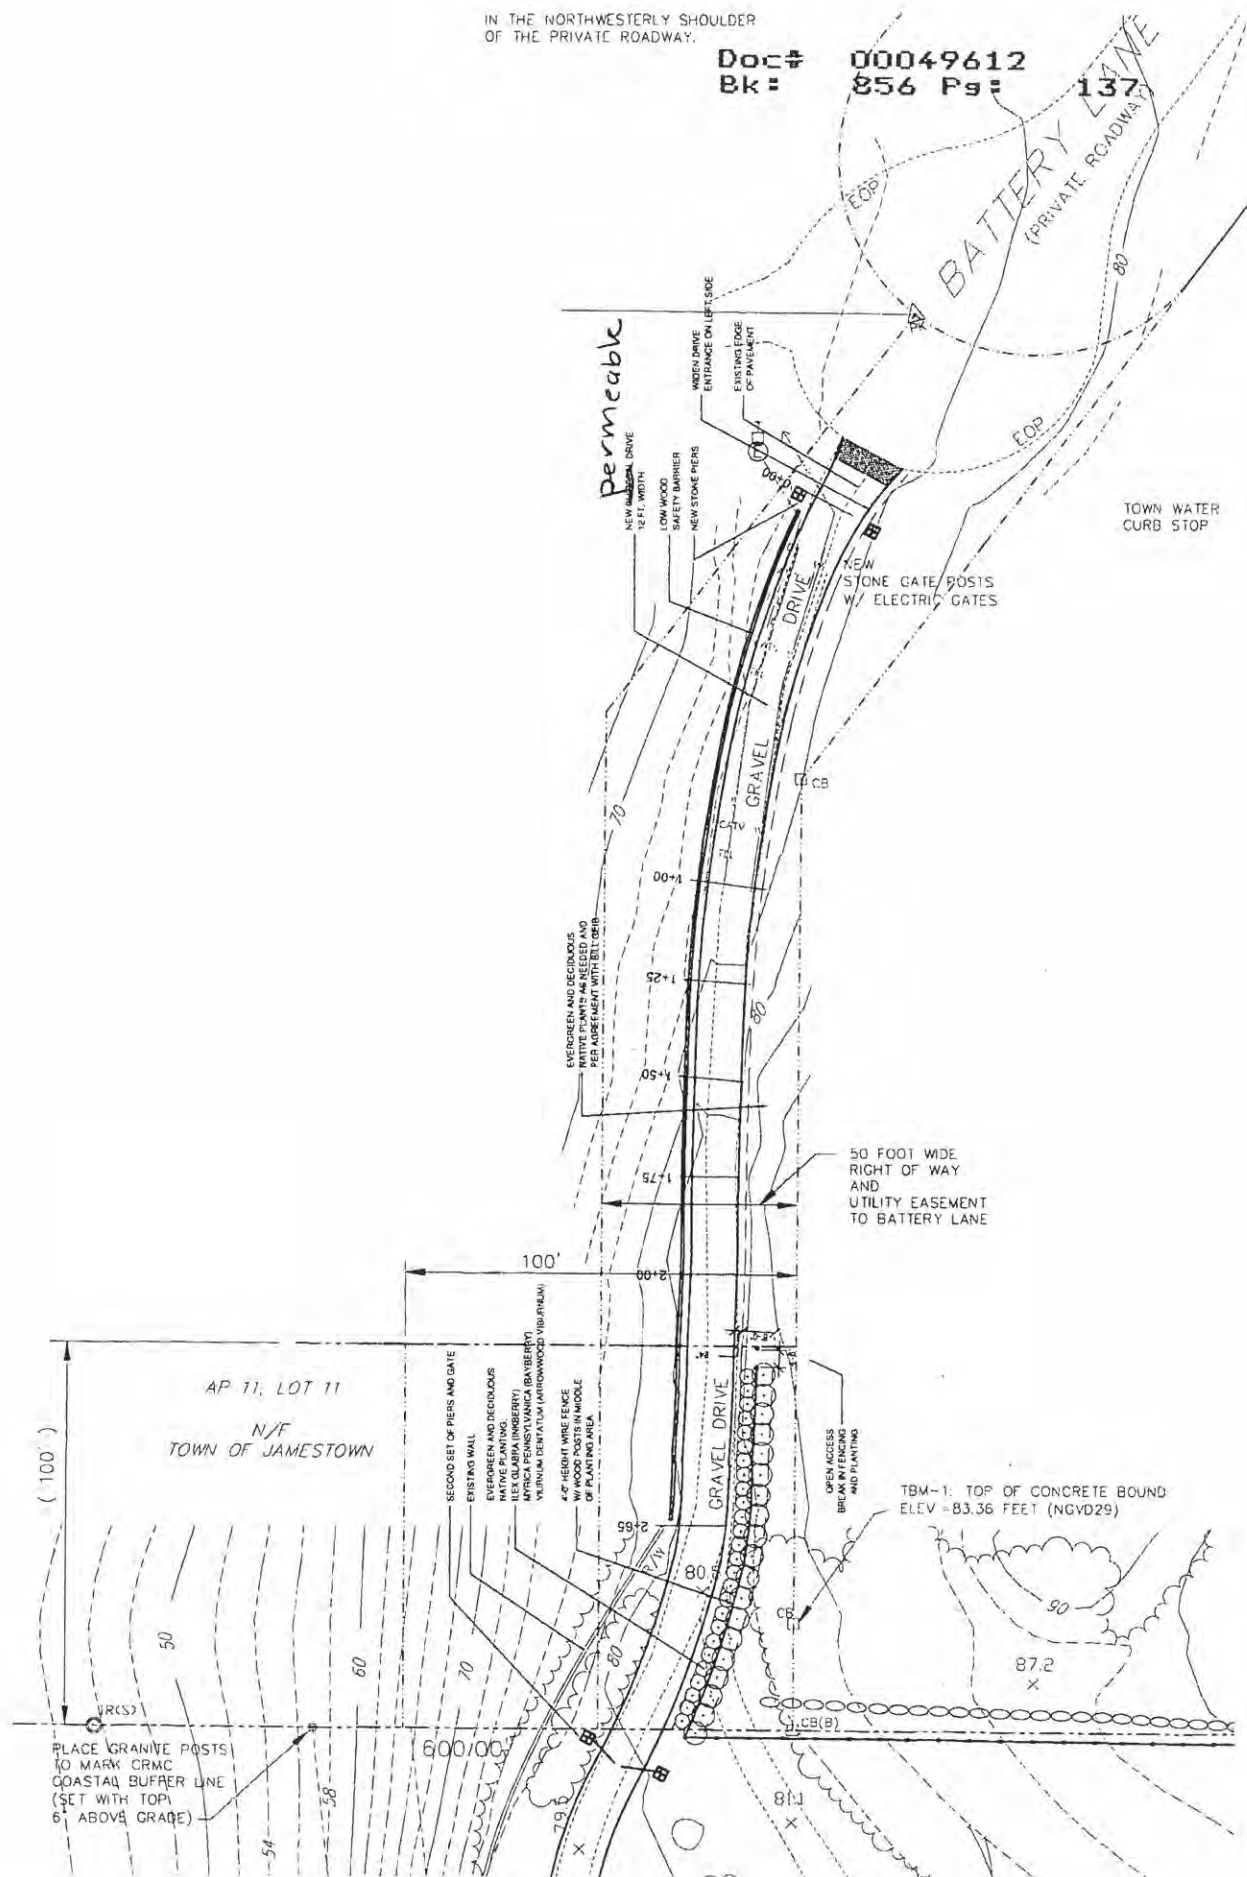 IN THE NORTHWESTERLY SHOULDER
OF THE PRIVATE ROADWAY.
Doc# 00049612
Bk: 856 Pg: 137
BATTERY LANE
(PRIVATE ROADWAY)
EOP
80
permeable
WIDEN DRIVE
ENTRANCE ON LEFT SIDE
EXISTING EDGE
OF PAVEMENT
NEW DRIVE
12 FT. WIDTH
LOW WOOD
SAFETY BARRIER
NEW STONE PIERS
0+00
EOP
TOWN WATER
CURB STOP
NEW
STONE GATE POSTS
W/ ELECTRIC GATES
GRAVEL DRIVE
CB
70
CATV
1+00
EVERGREEN AND DECIDUOUS
NATIVE PLANTS AS NEEDED AND
PER AGREEMENT WITH BILL GEIB
1+25
80
1+50
50 FOOT WIDE
RIGHT OF WAY
AND
UTILITY EASEMENT
TO BATTERY LANE
1+75
100'
2+00
AP 11, LOT 11
N/F
TOWN OF JAMESTOWN
(100')
SECOND SET OF PIERS AND GATE
EXISTING WALL
EVERGREEN AND DECIDUOUS
NATIVE PLANTING:
ILEX GLABRA (INKBERRY)
MYRICA PENSYLVANICA (BAYBERRY)
VIBURNUM DENTATUM (ARROWWOOD VIBURNUM)
4'-0" HEIGHT WIRE FENCE
W/ WOOD POSTS IN MIDDLE
OF PLANTING AREA
GRAVEL DRIVE
OPEN ACCESS
BREAK IN FENCING
AND PLANTING
TBM-1: TOP OF CONCRETE BOUND
ELEV = 83.36 FEET (NGVD29)
2+65
R/W
CB
90
80
87.2
50
60
70
IR(S)
CB(B)
600/00
PLACE GRANITE POSTS
TO MARK CRMC
COASTAL BUFFER LINE
(SET WITH TOP
6" ABOVE GRADE)
54
58
79.5
81.1